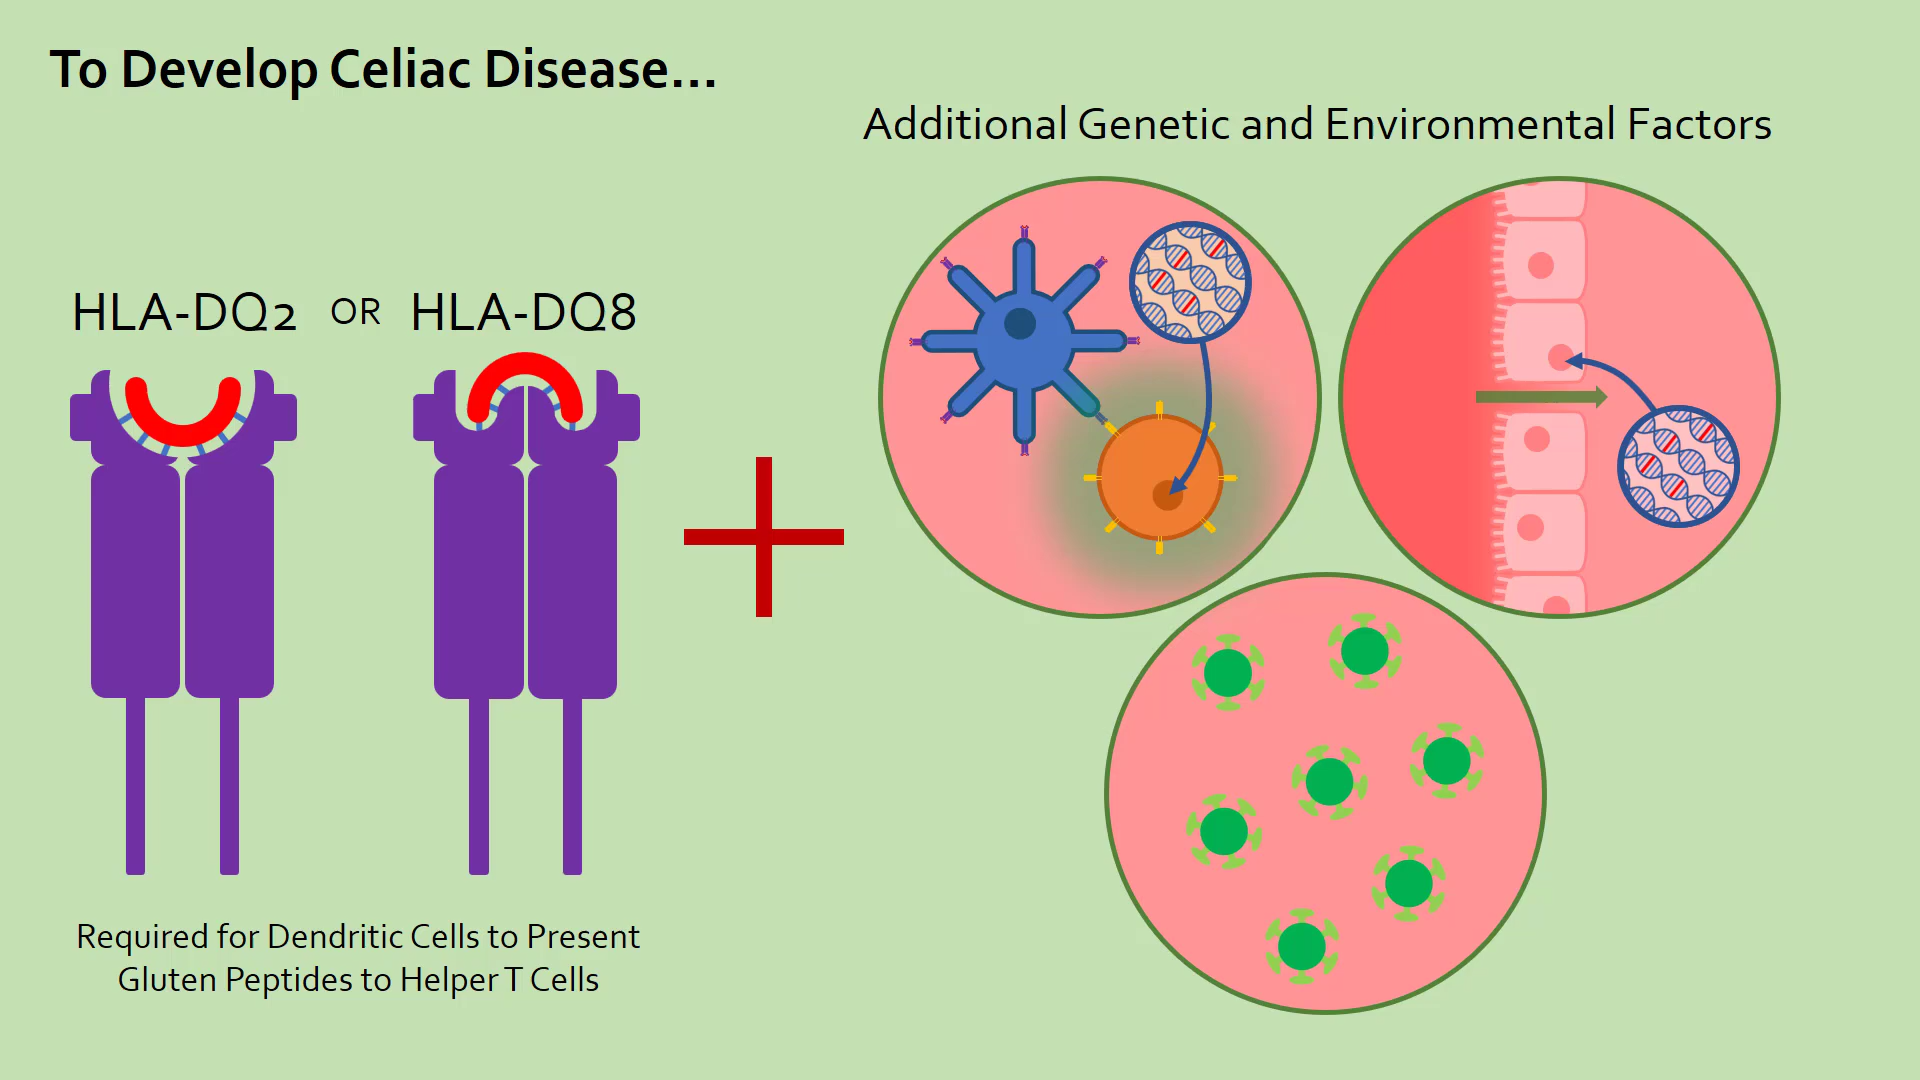 To Develop Celiac Disease...
Additional Genetic and Environmental Factors
HLA-DQ2 OR HLA-DQ8
Required for Dendritic Cells to Present
Gluten Peptides to Helper T Cells